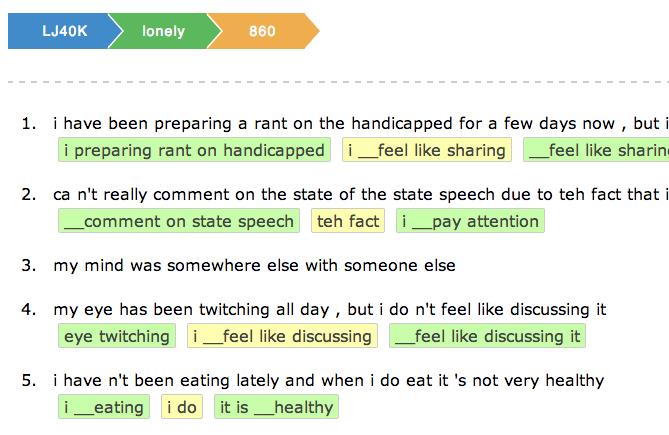 LJ40K lonely 860
1. i have been preparing a rant on the handicapped for a few days now , but i
i preparing rant on handicapped i __feel like sharing __feel like sharin
2. ca n't really comment on the state of the state speech due to teh fact that i
__comment on state speech teh fact i __pay attention
3. my mind was somewhere else with someone else
4. my eye has been twitching all day , but i do n't feel like discussing it
eye twitching i __feel like discussing __feel like discussing it
5. i have n't been eating lately and when i do eat it 's not very healthy
i __eating i do it is __healthy